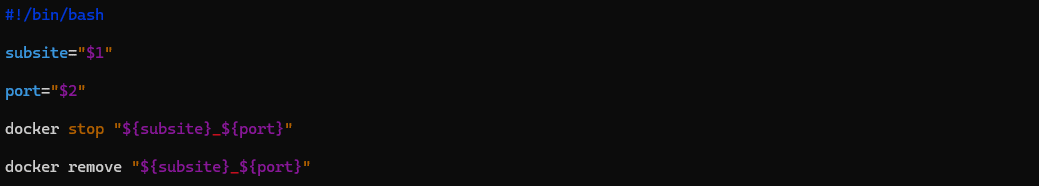 #!/bin/bash
subsite="$1"
port="$2"
docker stop "${subsite}_${port}"
docker remove "${subsite}_${port}"